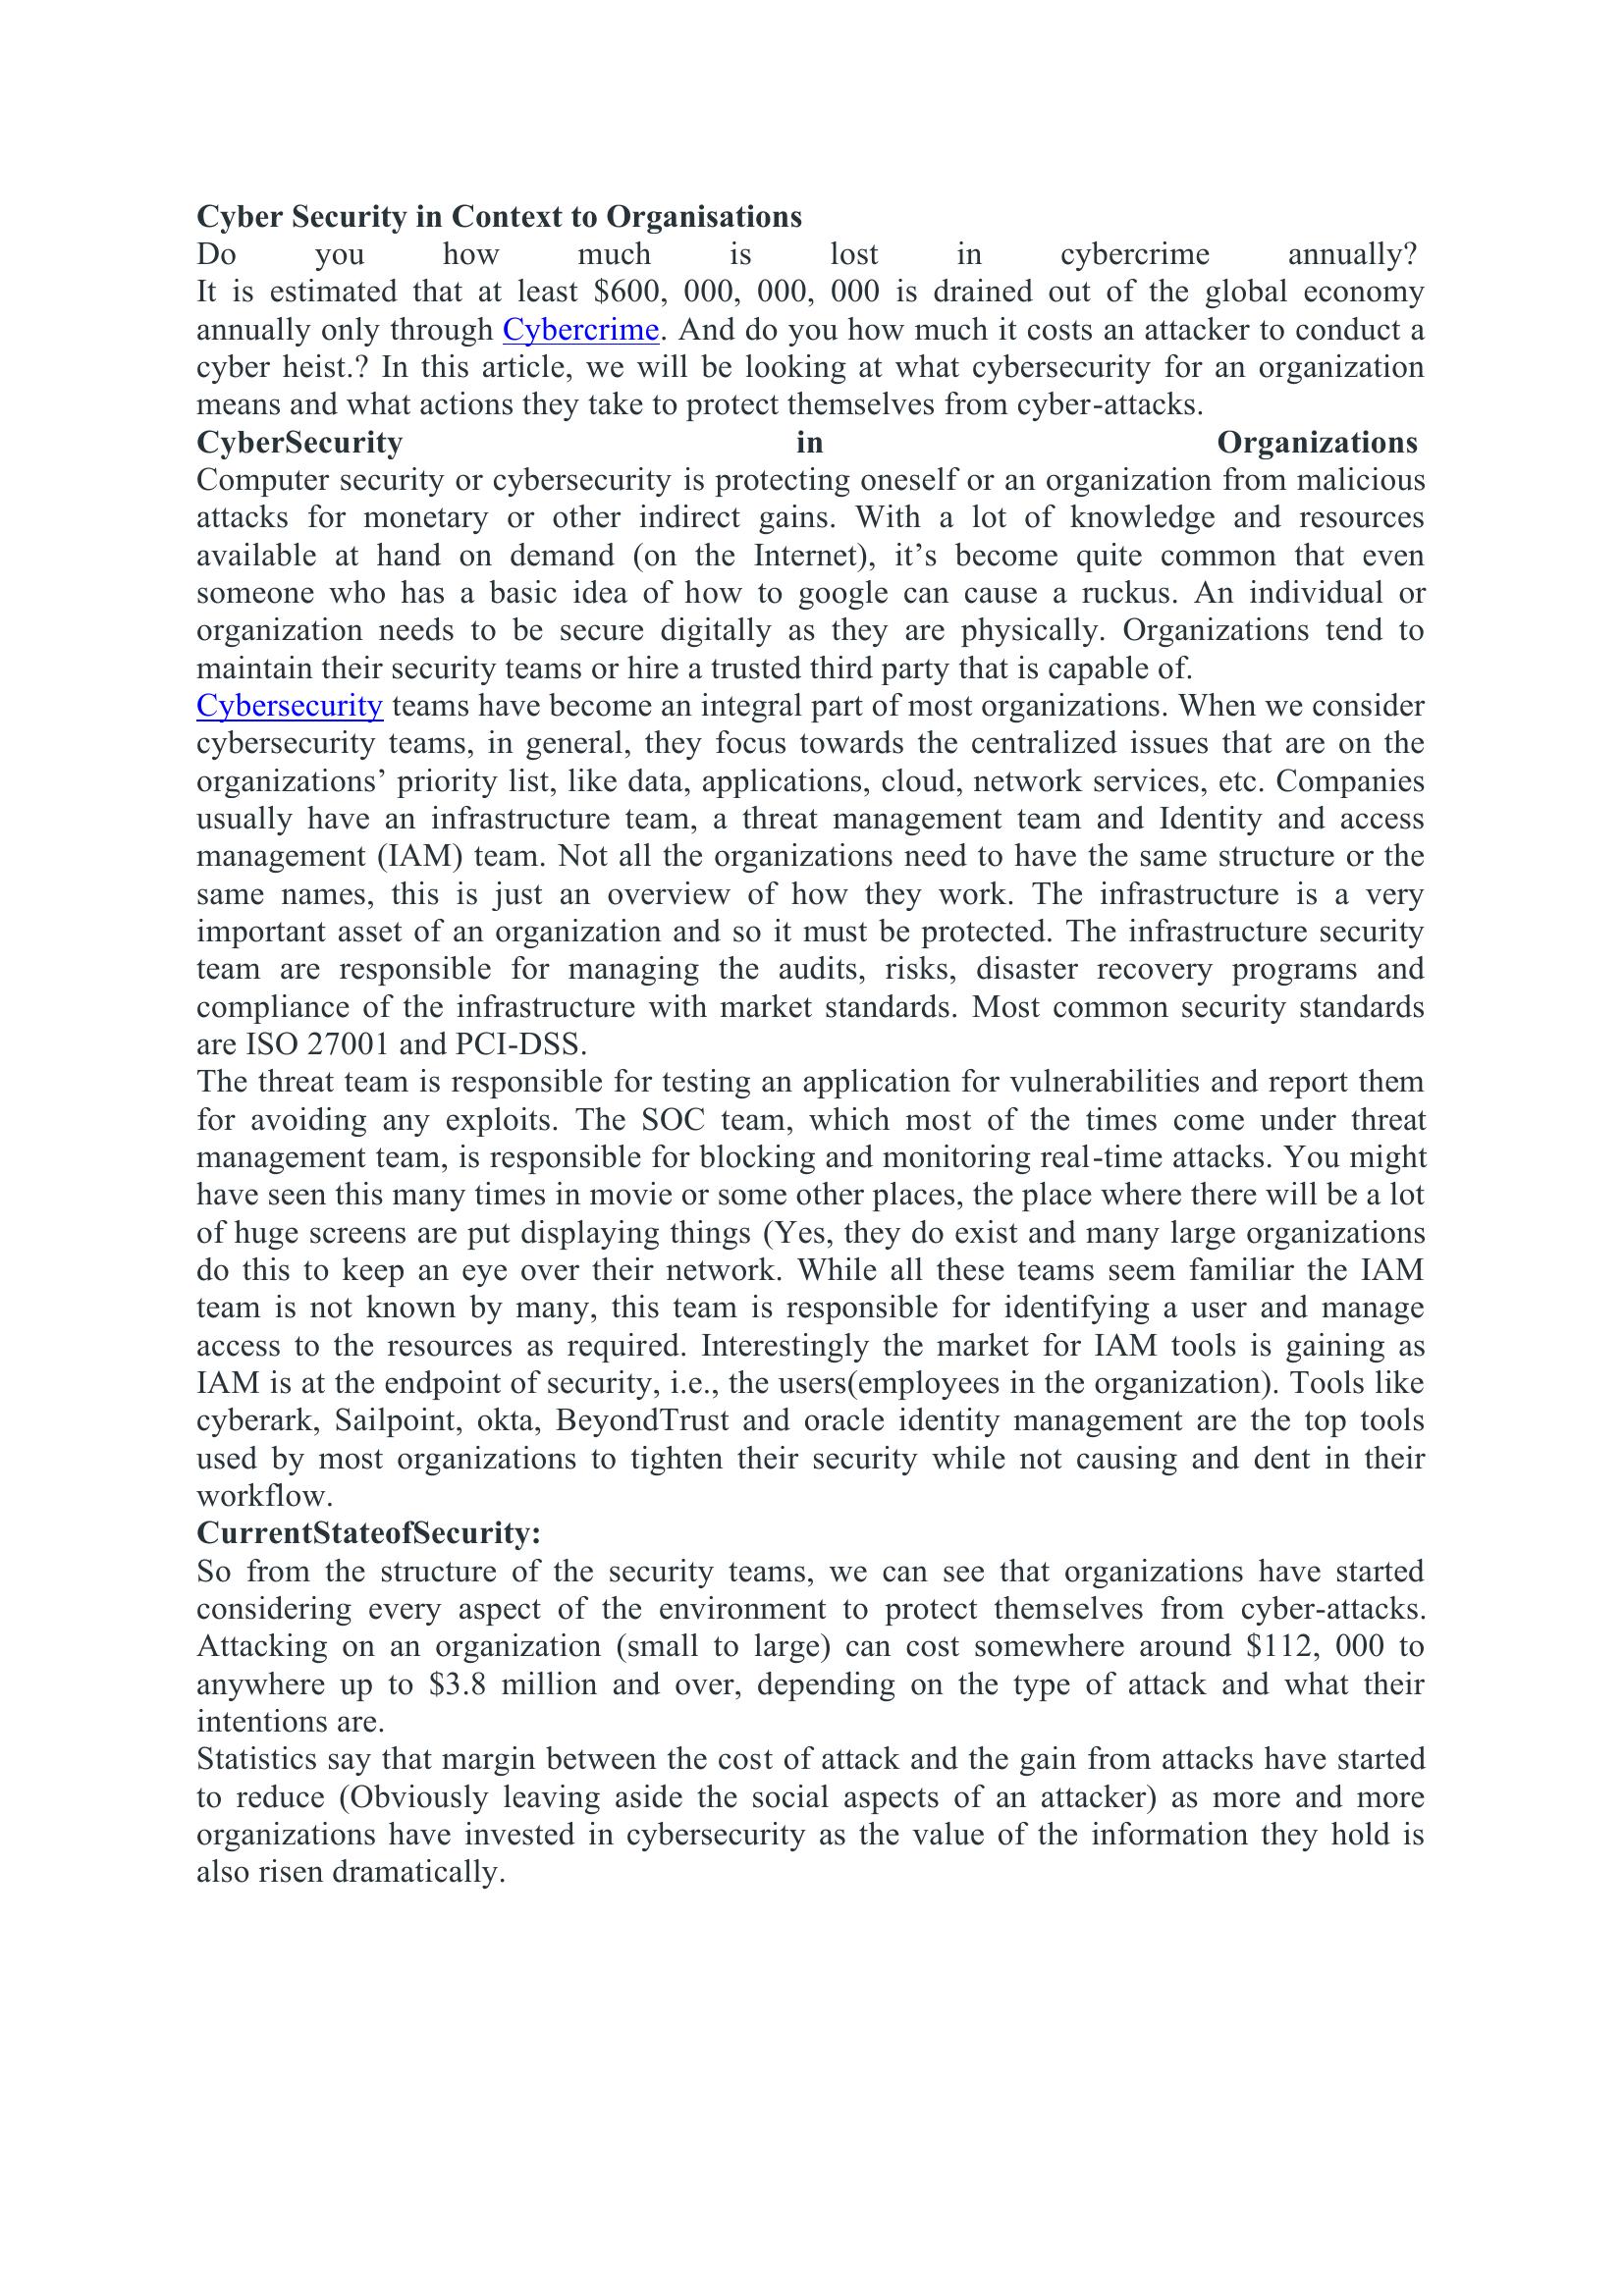 Cyber Security in Context to Organisations
Do you how much is lost in cybercrime annually?
It is estimated that at least $600, 000, 000, 000 is drained out of the global economy
annually only through Cybercrime. And do you how much it costs an attacker to conduct a
cyber heist.? In this article, we will be looking at what cybersecurity for an organization
means and what actions they take to protect themselves from cyber-attacks.
CyberSecurity in Organizations
Computer security or cybersecurity is protecting oneself or an organization from malicious
attacks for monetary or other indirect gains. With a lot of knowledge and resources
available at hand on demand (on the Internet), it’s become quite common that even
someone who has a basic idea of how to google can cause a ruckus. An individual or
organization needs to be secure digitally as they are physically. Organizations tend to
maintain their security teams or hire a trusted third party that is capable of.
Cybersecurity teams have become an integral part of most organizations. When we consider
cybersecurity teams, in general, they focus towards the centralized issues that are on the
organizations’ priority list, like data, applications, cloud, network services, etc. Companies
usually have an infrastructure team, a threat management team and Identity and access
management (IAM) team. Not all the organizations need to have the same structure or the
same names, this is just an overview of how they work. The infrastructure is a very
important asset of an organization and so it must be protected. The infrastructure security
team are responsible for managing the audits, risks, disaster recovery programs and
compliance of the infrastructure with market standards. Most common security standards
are ISO 27001 and PCI-DSS.
The threat team is responsible for testing an application for vulnerabilities and report them
for avoiding any exploits. The SOC team, which most of the times come under threat
management team, is responsible for blocking and monitoring real-time attacks. You might
have seen this many times in movie or some other places, the place where there will be a lot
of huge screens are put displaying things (Yes, they do exist and many large organizations
do this to keep an eye over their network. While all these teams seem familiar the IAM
team is not known by many, this team is responsible for identifying a user and manage
access to the resources as required. Interestingly the market for IAM tools is gaining as
IAM is at the endpoint of security, i.e., the users(employees in the organization). Tools like
cyberark, Sailpoint, okta, BeyondTrust and oracle identity management are the top tools
used by most organizations to tighten their security while not causing and dent in their
workflow.
CurrentStateofSecurity:
So from the structure of the security teams, we can see that organizations have started
considering every aspect of the environment to protect themselves from cyber-attacks.
Attacking on an organization (small to large) can cost somewhere around $112, 000 to
anywhere up to $3.8 million and over, depending on the type of attack and what their
intentions are.
Statistics say that margin between the cost of attack and the gain from attacks have started
to reduce (Obviously leaving aside the social aspects of an attacker) as more and more
organizations have invested in cybersecurity as the value of the information they hold is
also risen dramatically.